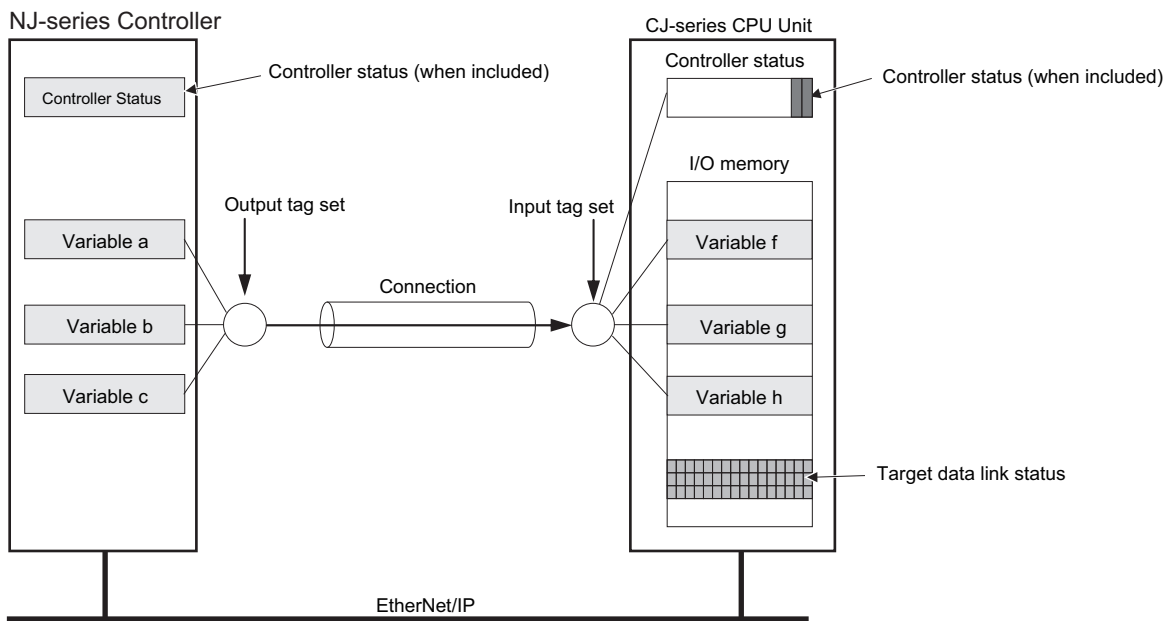 NJ-series Controller
CJ-series CPU Unit
Controller status (when included)
Controller status
Controller status (when included)
Controller Status
I/O memory
Output tag set
Input tag set
Variable a
Variable f
Connection
Variable b
Variable g
Variable c
Variable h
Target data link status
EtherNet/IP